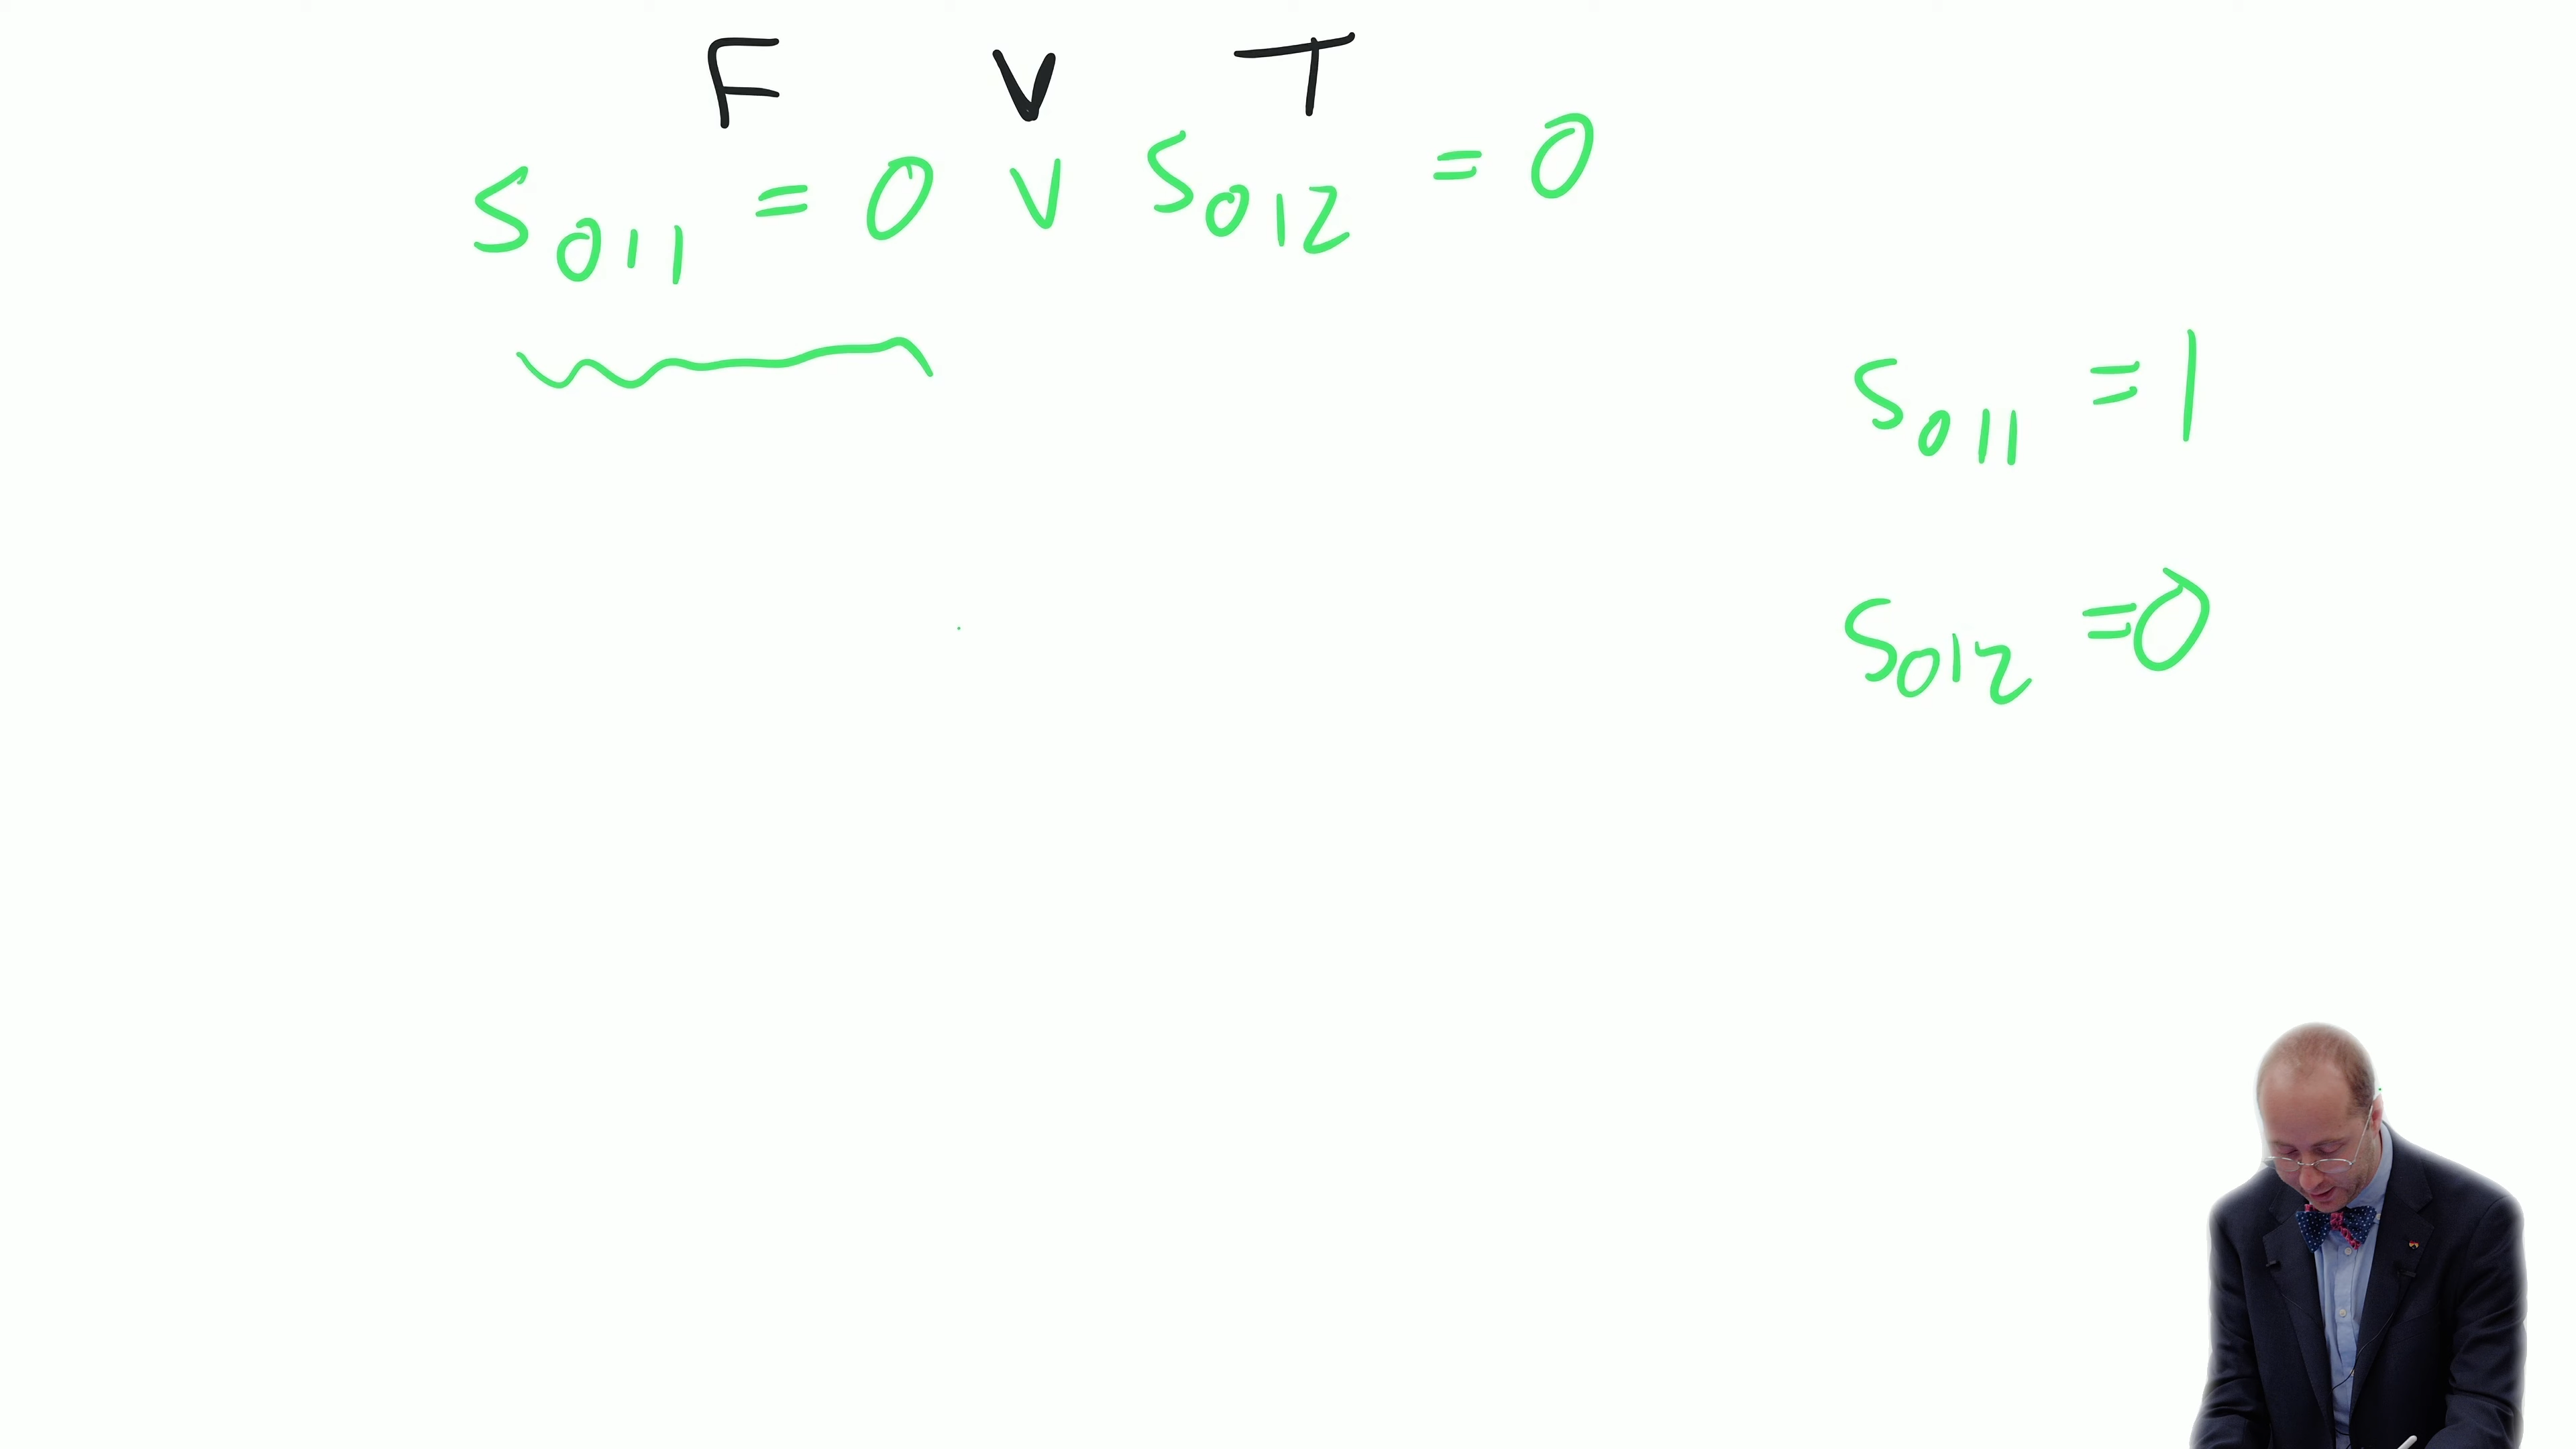 F V T
S011 = 0 V S012 = 0
S011 = 1
S012 = 0